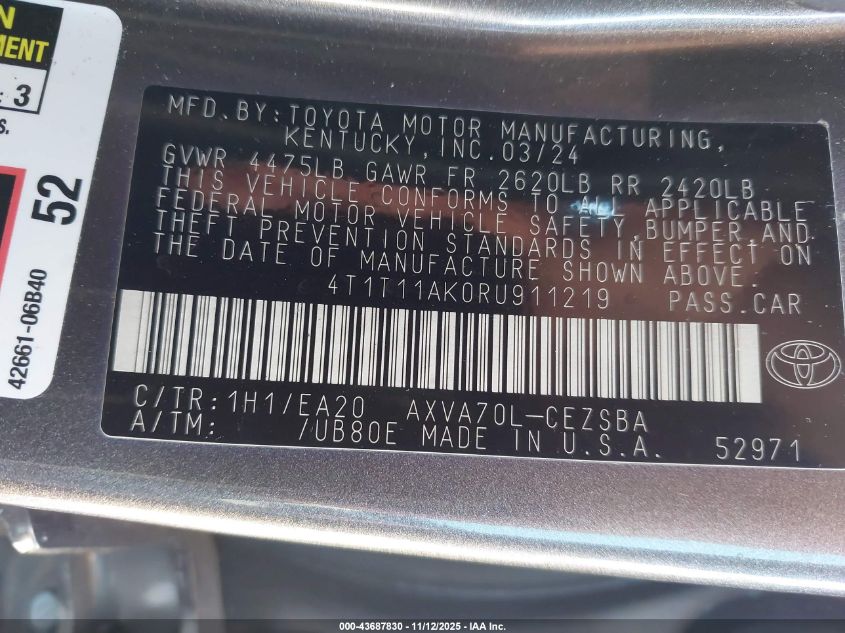 N
MENT
: 3
s.
52
42661-06B40
MFD. BY: TOYOTA MOTOR MANUFACTURING,
KENTUCKY, INC. 03/24
GVWR 4475LB GAWR FR 2620LB RR 2420LB
THIS VEHICLE CONFORMS TO ALL APPLICABLE
FEDERAL MOTOR VEHICLE SAFETY, BUMPER, AND
THEFT PREVENTION STANDARDS IN EFFECT ON
THE DATE OF MANUFACTURE SHOWN ABOVE.
4T1T11AK0RU911219 PASS.CAR
C/TR: 1H1/EA20 AXVA70L-CEZSBA
A/TM: /UB80E MADE IN U.S.A. 52971
000-43687830 - 11/12/2025 - IAA Inc.